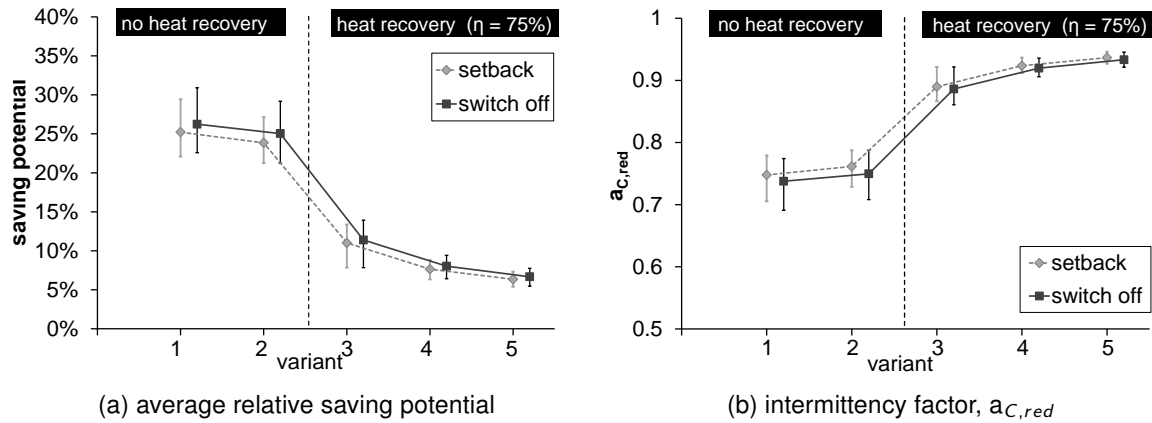 no heat recovery
heat recovery (η = 75%)
40%
35%
30%
25%
20%
15%
10%
5%
0%
saving potential
setback
switch off
1
2
3
4
5
variant
(a) average relative saving potential
no heat recovery
heat recovery (η = 75%)
1
0.9
0.8
0.7
0.6
0.5
a_C,red
setback
switch off
1
2
3
4
5
variant
(b) intermittency factor, a_C,red